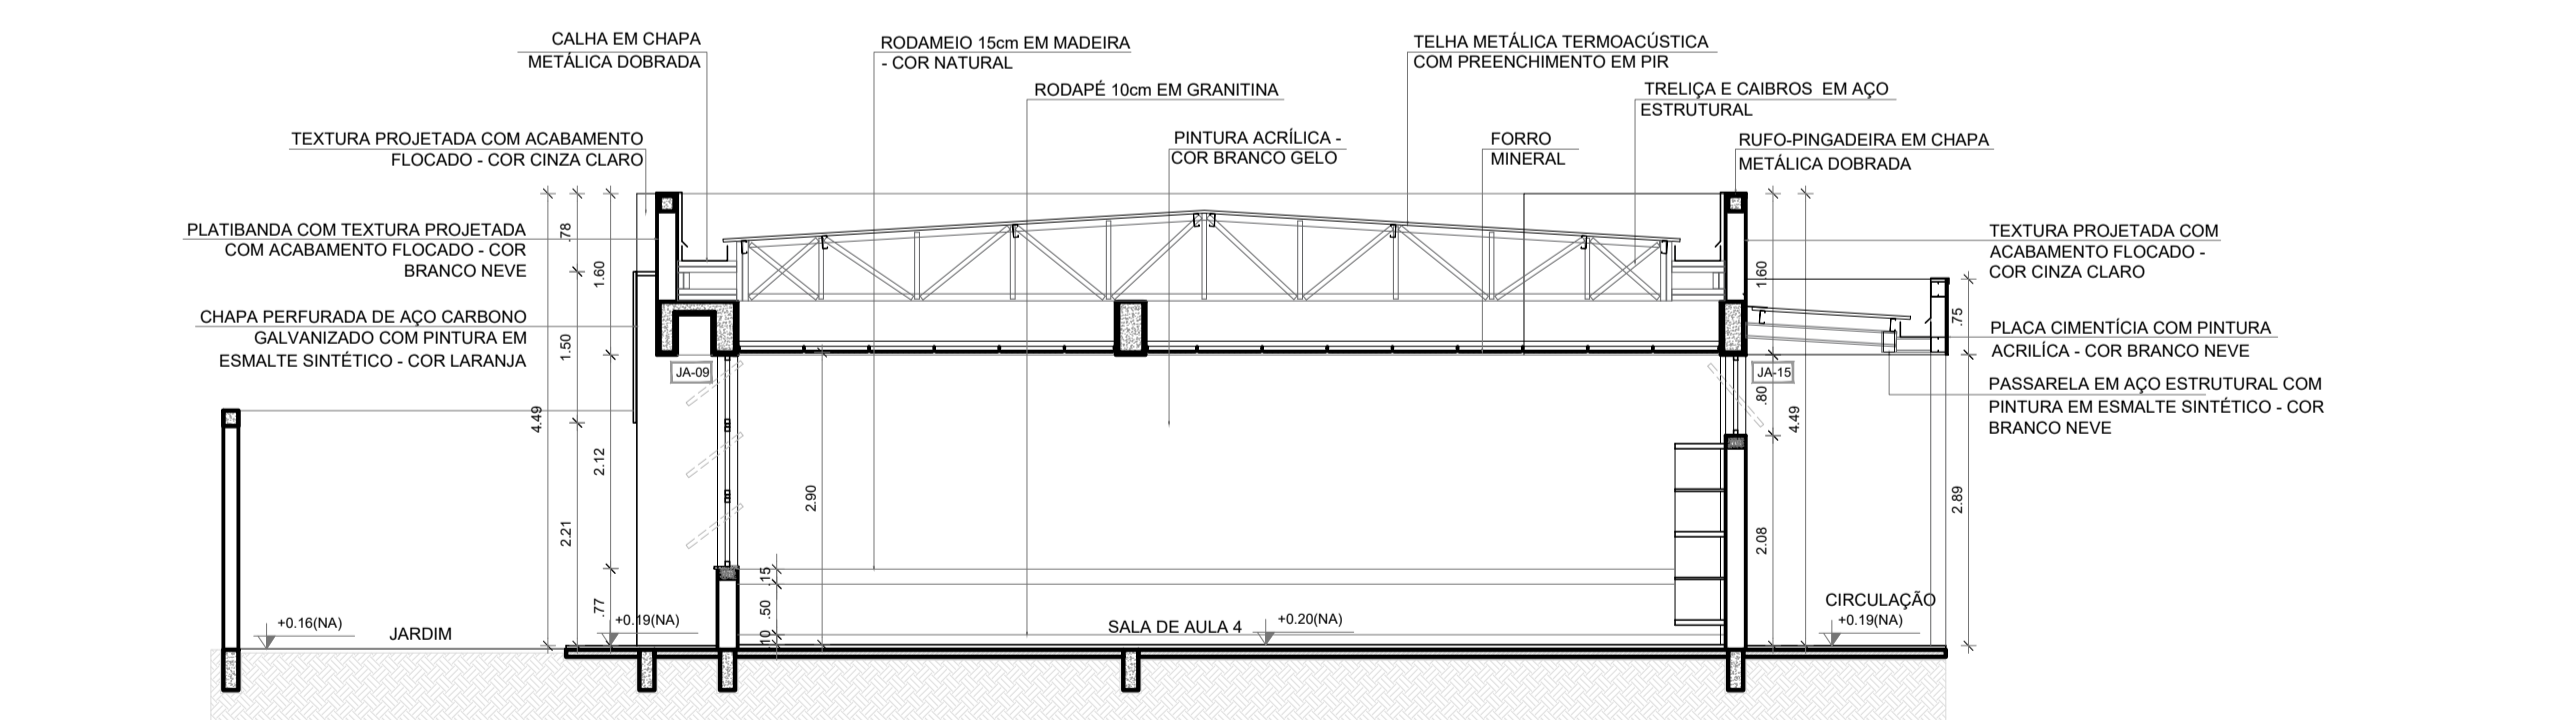 CALHA EM CHAPA
METÁLICA DOBRADA
RODAMEIO 15cm EM MADEIRA
- COR NATURAL
TELHA METÁLICA TERMOACÚSTICA
COM PREENCHIMENTO EM PIR
RODAPÉ 10cm EM GRANITINA
TRELIÇA E CAIBROS EM AÇO
ESTRUTURAL
TEXTURA PROJETADA COM ACABAMENTO
FLOCADO - COR CINZA CLARO
PINTURA ACRÍLICA -
COR BRANCO GELO
FORRO
MINERAL
RUFO-PINGADEIRA EM CHAPA
METÁLICA DOBRADA
PLATIBANDA COM TEXTURA PROJETADA
COM ACABAMENTO FLOCADO - COR
BRANCO NEVE
TEXTURA PROJETADA COM
ACABAMENTO FLOCADO -
COR CINZA CLARO
CHAPA PERFURADA DE AÇO CARBONO
GALVANIZADO COM PINTURA EM
ESMALTE SINTÉTICO - COR LARANJA
PLACA CIMENTÍCIA COM PINTURA
ACRILÍCA - COR BRANCO NEVE
PASSARELA EM AÇO ESTRUTURAL COM
PINTURA EM ESMALTE SINTÉTICO - COR
BRANCO NEVE
4.49
.78
1.50
2.21
1.60
2.12
.77
JA-09
.15
.50
.10
2.90
JA-15
1.60
.80
2.08
4.49
.75
2.89
+0.16(NA)
JARDIM
+0.19(NA)
SALA DE AULA 4
+0.20(NA)
CIRCULAÇÃO
+0.19(NA)